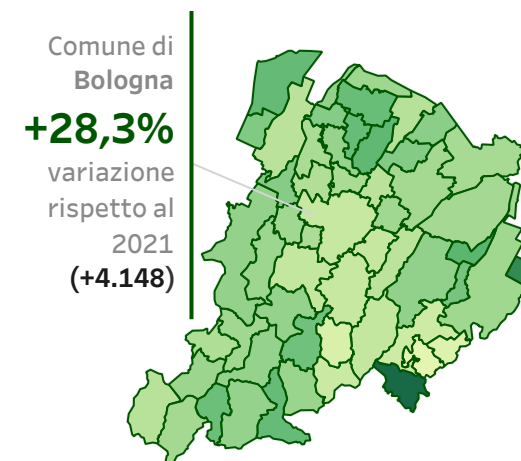 Comune di
Bologna
+28,3%
variazione
rispetto al
2021
(+4.148)